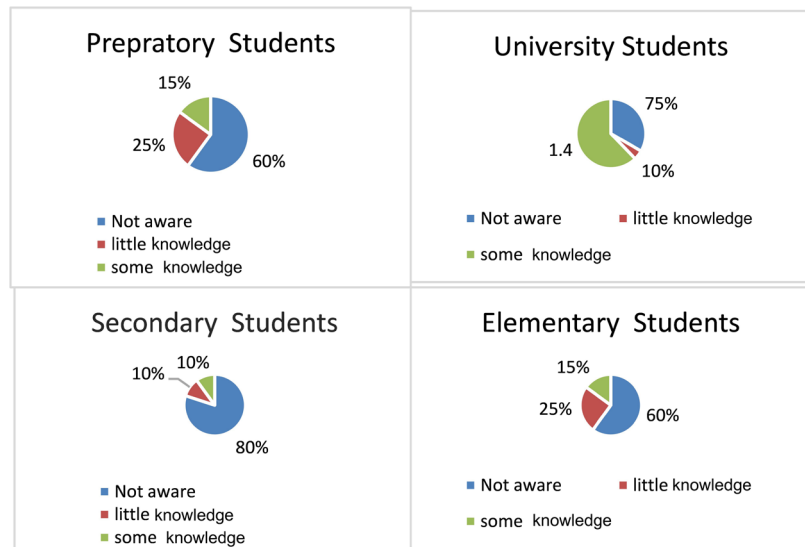 Prepratory Students
15%
25%
60%
Not aware
little knowledge
some knowledge
University Students
75%
1.4
10%
Not aware little knowledge
some knowledge
Secondary Students
10%
10%
80%
Not aware
little knowledge
some knowledge
Elementary Students
15%
25%
60%
Not aware little knowledge
some knowledge